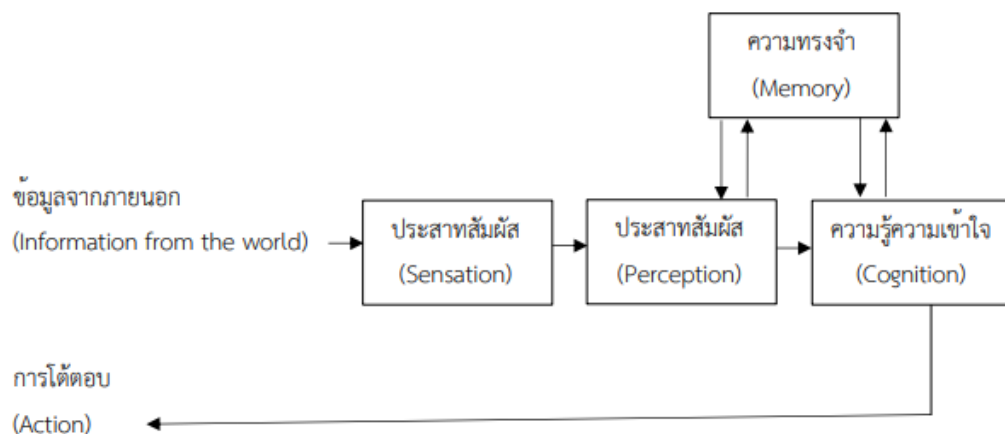 ความทรงจำ
(Memory)
ข้อมูลจากภายนอก
(Information from the world)
ประสาทสัมผัส
(Sensation)
ประสาทสัมผัส
(Perception)
ความรู้ความเข้าใจ
(Cognition)
การโต้ตอบ
(Action)